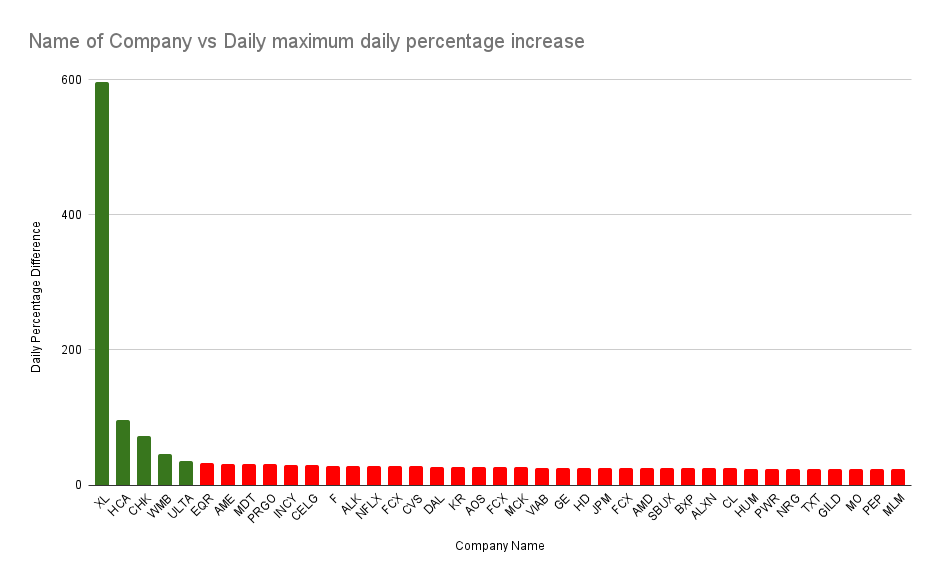 Name of Company vs Daily maximum daily percentage increase
Daily Percentage Difference
600
400
200
0
XL
HCA
CHK
WMB
ULTA
EQR
AME
MDT
PRGO
INCY
CELG
F
ALK
NFLX
FCX
CVS
DAL
KR
AOS
FCX
MCK
VIAB
GE
HD
JPM
FCX
AMD
SBUX
BXP
ALXN
CL
HUM
PWR
NRG
TXT
GILD
MO
PEP
MLM
Company Name